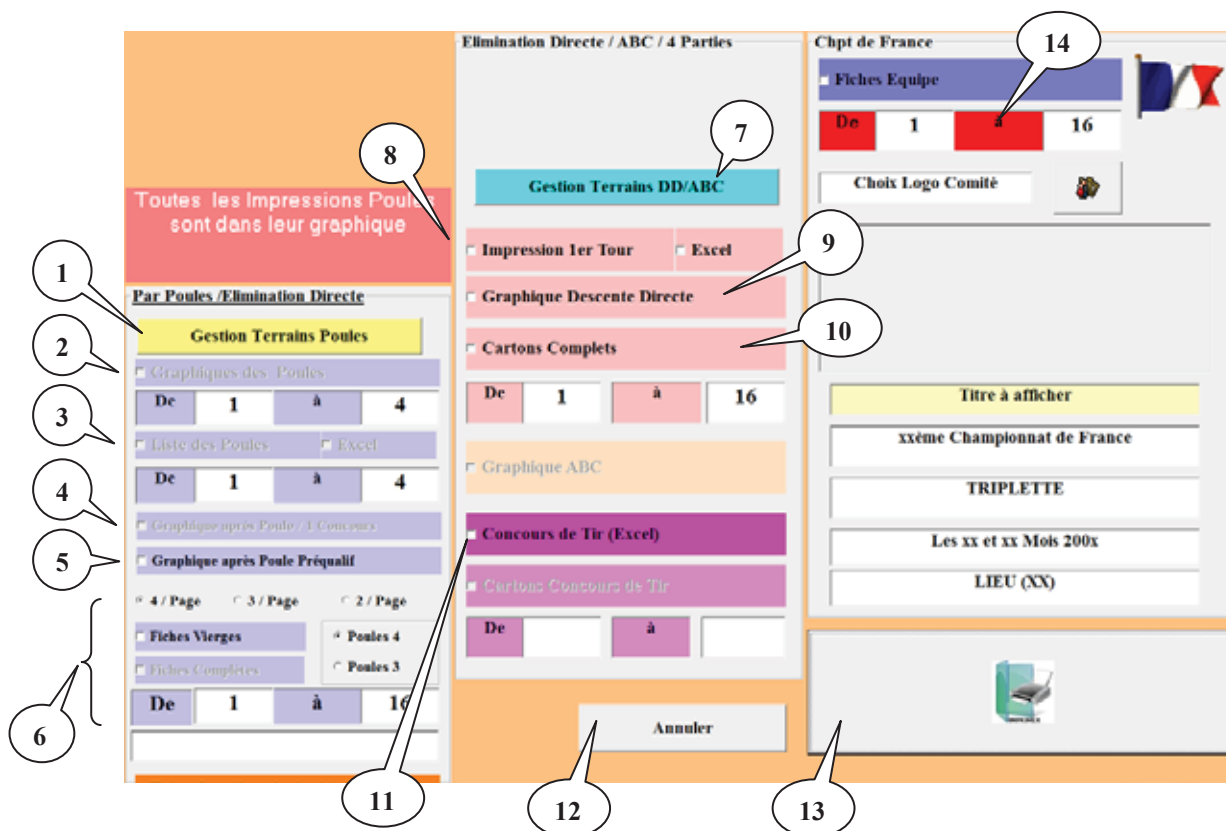 Toutes les Impressions Poules
sont dans leur graphique
Par Poules /Elimination Directe
Gestion Terrains Poules
Graphiques des Poules
De 1 à 4
Liste des Poules Excel
De 1 à 4
Graphique après Poule / 1 Concours
Graphique après Poule Préqualif
4 / Page 3 / Page 2 / Page
Fiches Vierges
Poules 4
Fiches Complètes
Poules 3
De 1 à 16
1
2
3
4
5
6
Elimination Directe / ABC / 4 Parties
7
8
Gestion Terrains DD/ABC
Impression 1er Tour Excel
9
Graphique Descente Directe
10
Cartons Complets
De 1 à 16
Graphique ABC
Concours de Tir (Excel)
Cartons Concours de Tir
De à
Annuler
11
12
Chpt de France
14
Fiches Equipe
De 1 à 16
Choix Logo Comité
Titre à afficher
xxème Championnat de France
TRIPLETTE
Les xx et xx Mois 200x
LIEU (XX)
13